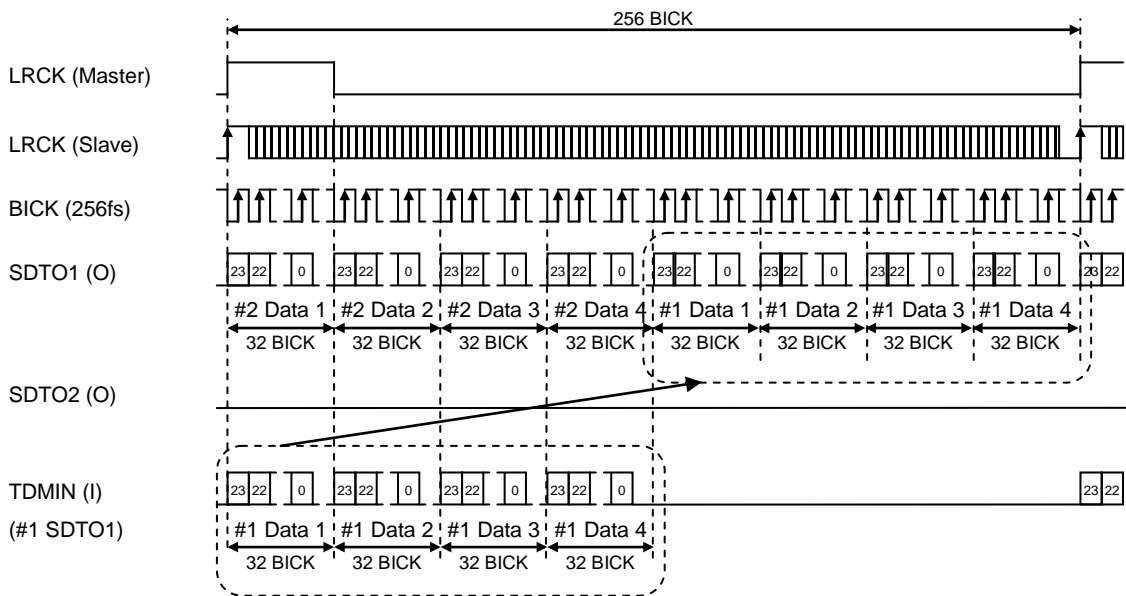 256 BICK
LRCK (Master)
LRCK (Slave)
BICK (256fs)
SDTO1 (O)
23 22 0 23 22 0 23 22 0 23 22 0 23 22 0 23 22 0 23 22 0 23 22 0 23 22
#2 Data 1 #2 Data 2 #2 Data 3 #2 Data 4 #1 Data 1 #1 Data 2 #1 Data 3 #1 Data 4
32 BICK 32 BICK 32 BICK 32 BICK 32 BICK 32 BICK 32 BICK 32 BICK
SDTO2 (O)
TDMIN (I)
23 22 0 23 22 0 23 22 0 23 22 0 23 22
(#1 SDTO1)
#1 Data 1 #1 Data 2 #1 Data 3 #1 Data 4
32 BICK 32 BICK 32 BICK 32 BICK